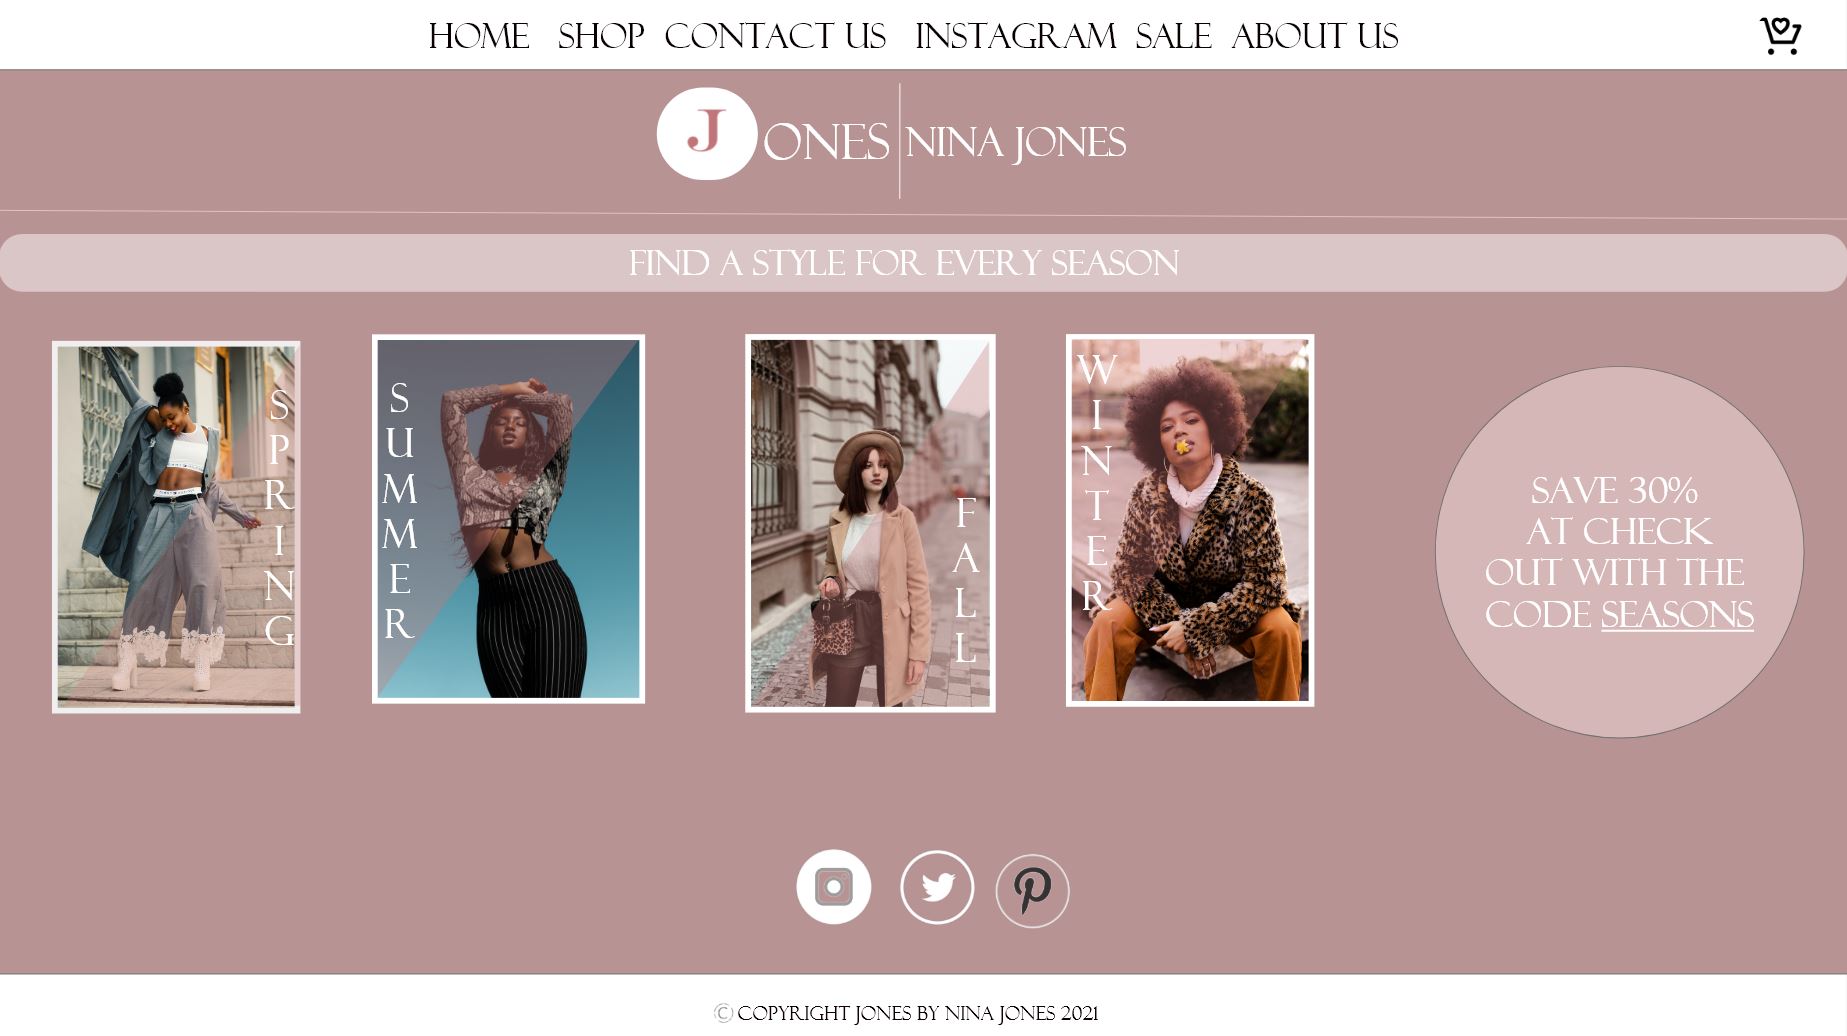 HOME SHOP CONTACT US INSTAGRAM SALE ABOUT US
JONES NINA JONES
FIND A STYLE FOR EVERY SEASON
SPRING
SUMMER
FALL
WINTER
SAVE 30%
AT CHECK
OUT WITH THE
CODE SEASONS
© COPYRIGHT JONES BY NINA JONES 2021